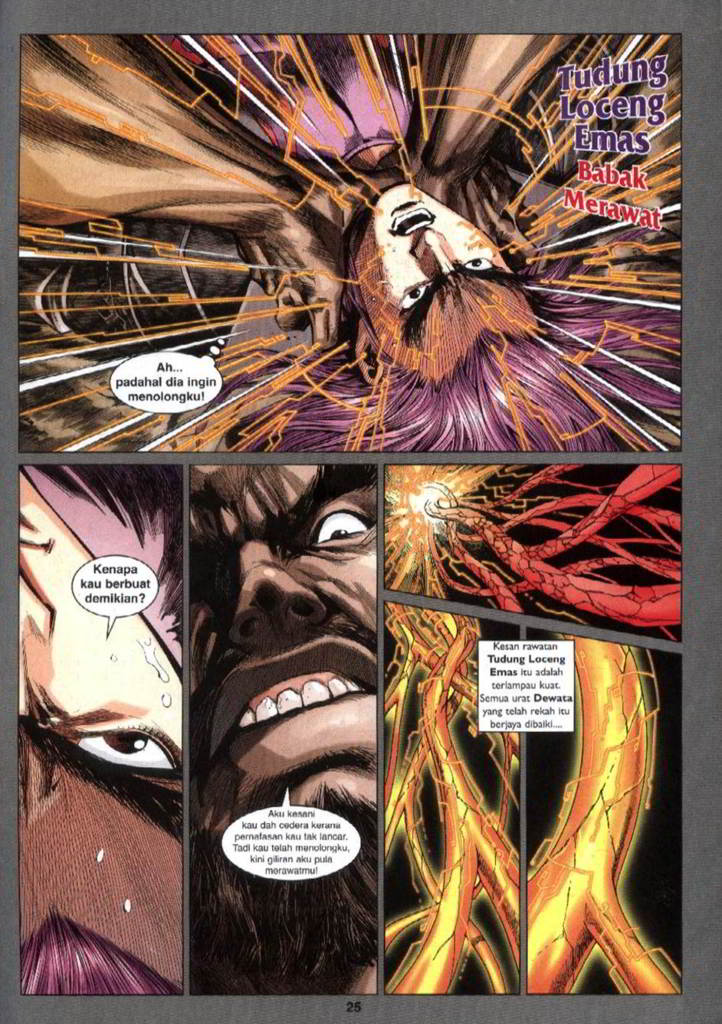 Tudung
Loceng
Emas
Babak
Merawat
Ah...
padahal dia ingin
menolongku!
Kenapa
kau berbuat
demikian?
Aku kesani
kau dah cedera kerana
pernafasan kau tak lancar.
Tadi kau telah menolongku,
kini giliran aku pula
merawatmu!
Kesan rawatan
Tudung Loceng
Emas itu adalah
terlampau kuat.
Semua urat Dewata
yang telah rekah itu
berjaya dibaiki....
25